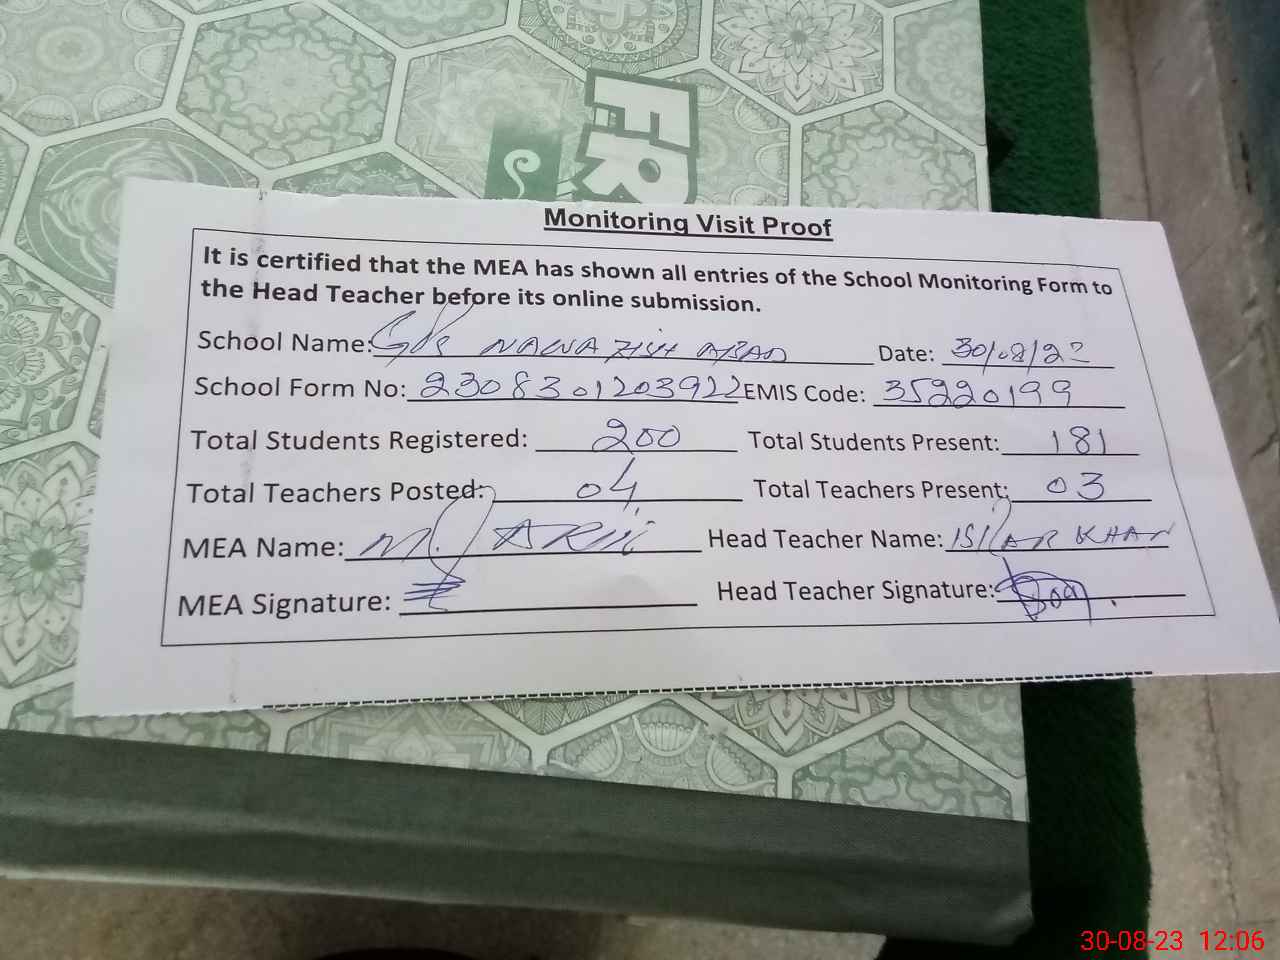 FR
Monitoring Visit Proof
It is certified that the MEA has shown all entries of the School Monitoring Form to
the Head Teacher before its online submission.
School Name: GPS NAWAZISH ABAD Date: 30/08/23
School Form No: 2308301203922 EMIS Code: 35220199
Total Students Registered: 200 Total Students Present: 181
Total Teachers Posted: 04 Total Teachers Present: 03
MEA Name: M. Head Teacher Name: KHAN
MEA Signature: Head Teacher Signature:
30-08-23 12:06